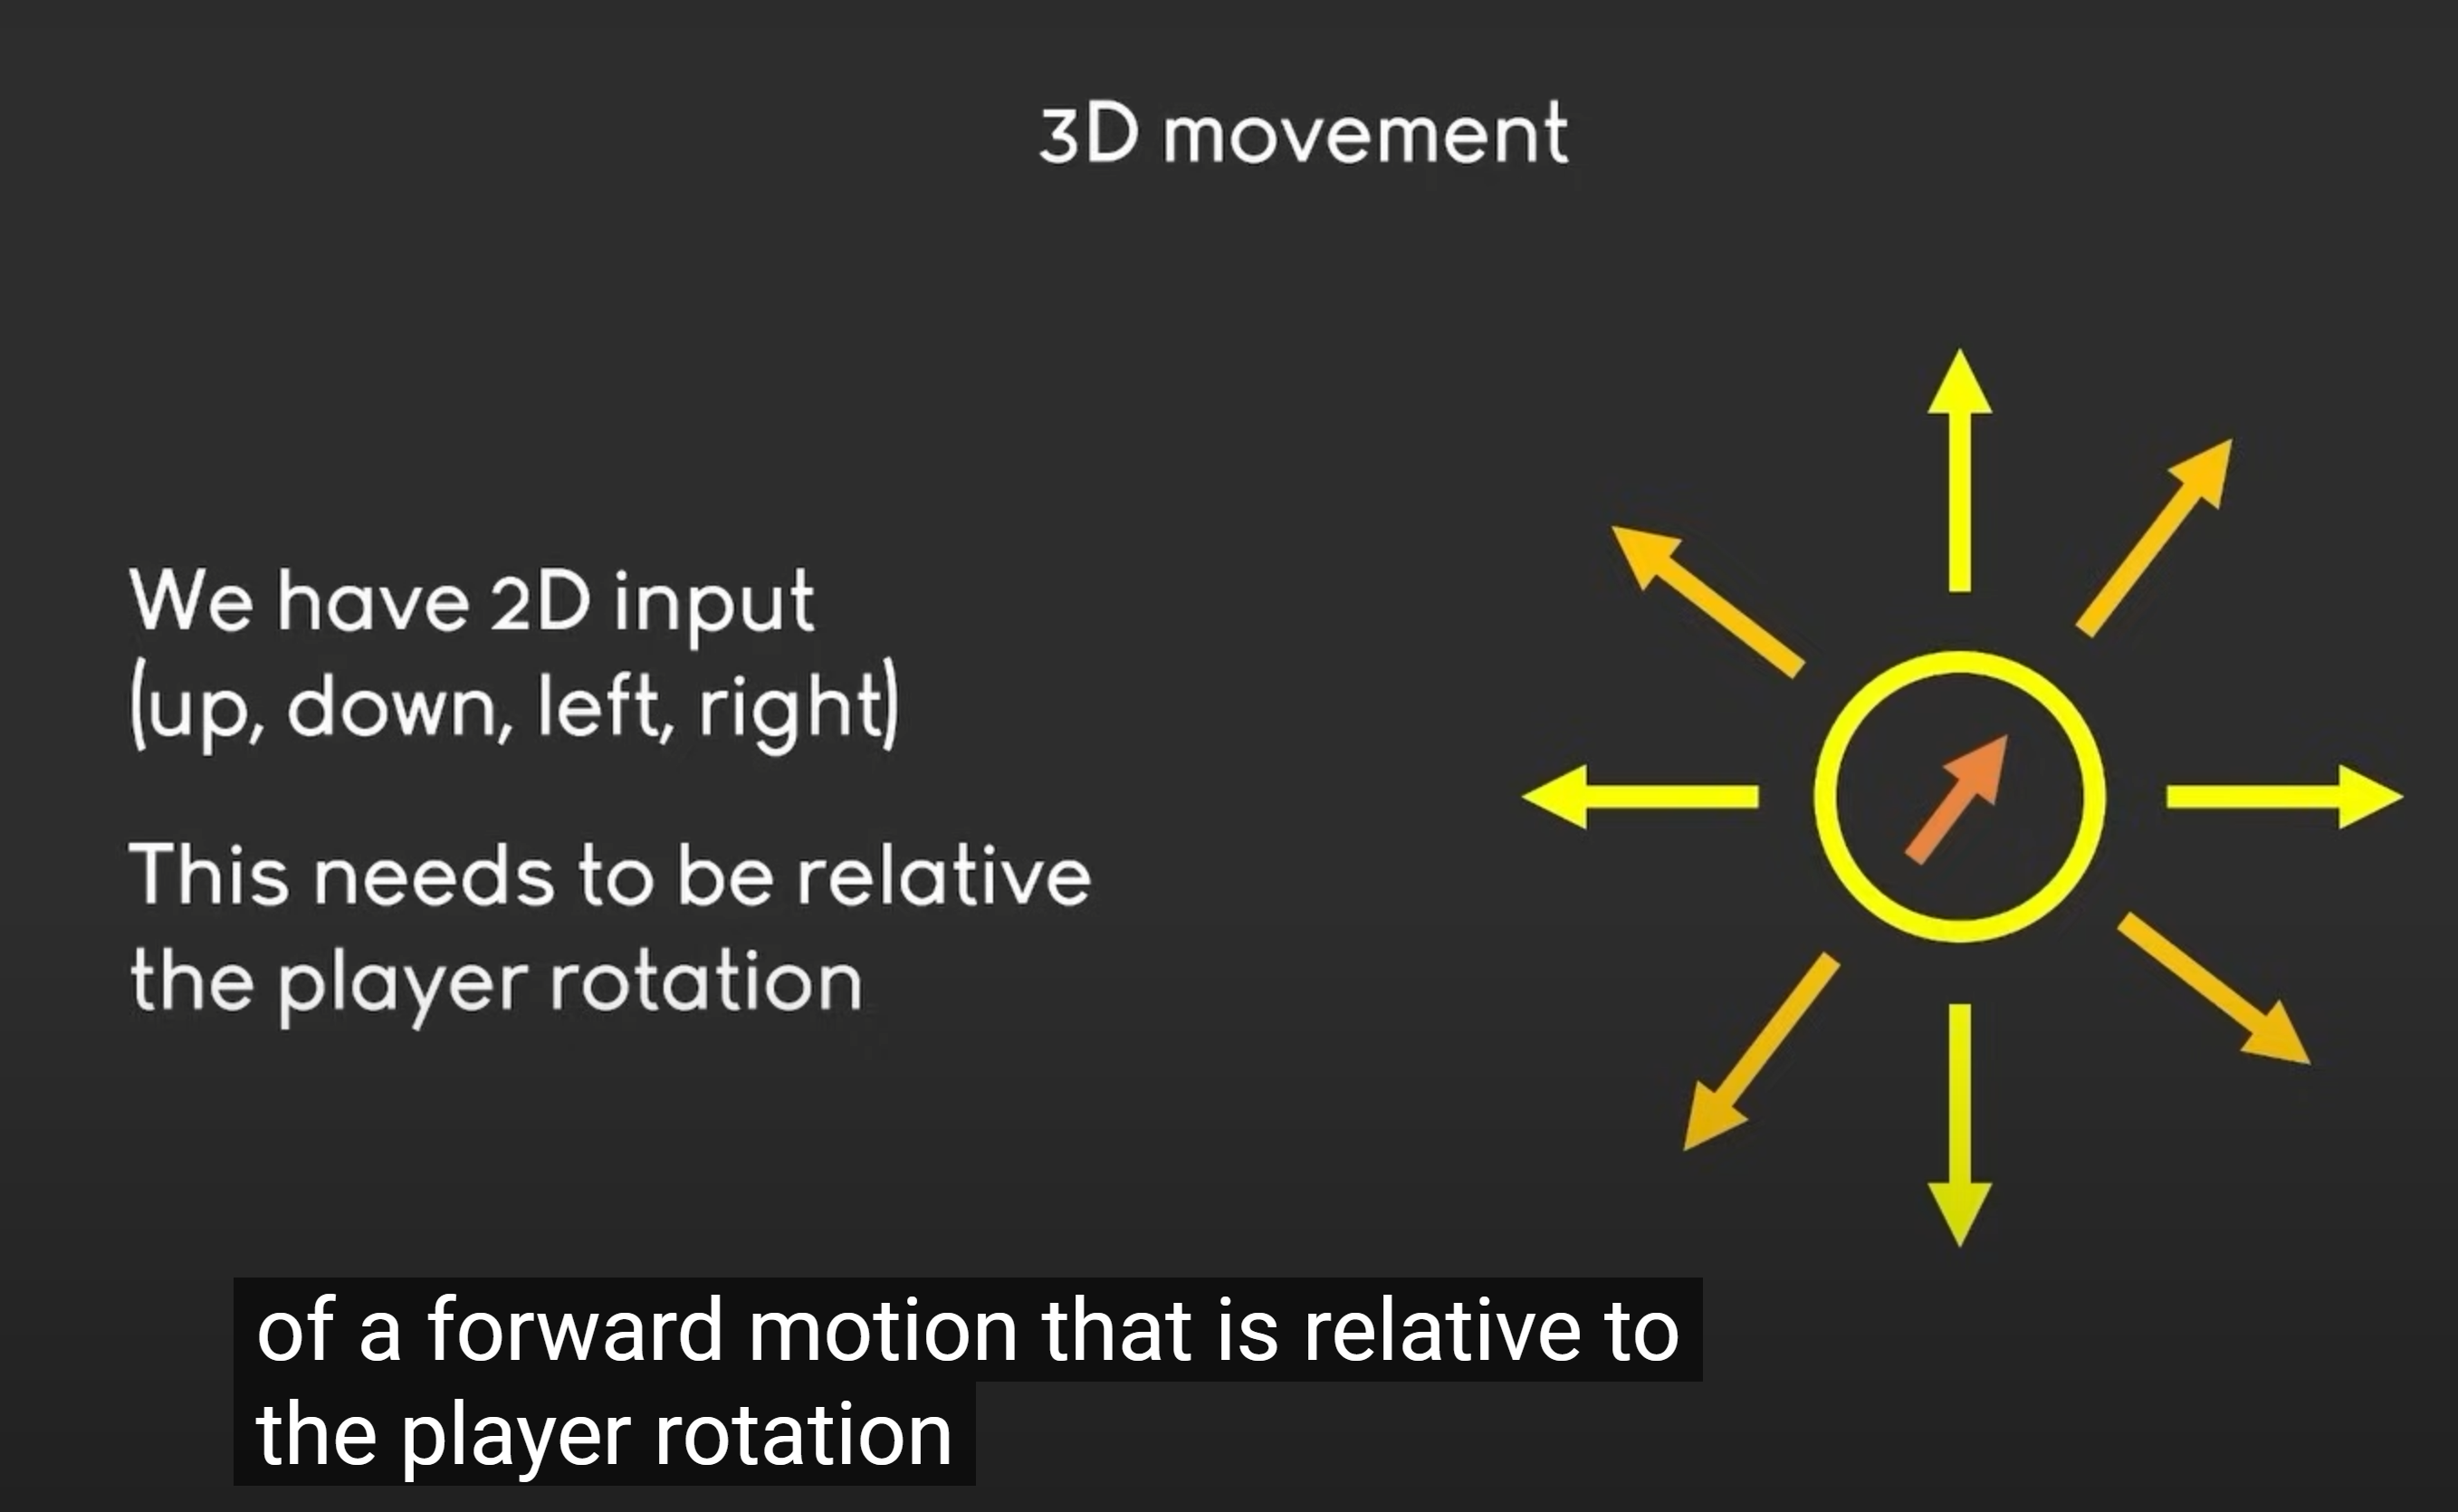 3D movement
We have 2D input
(up, down, left, right)
This needs to be relative
the player rotation
of a forward motion that is relative to
the player rotation